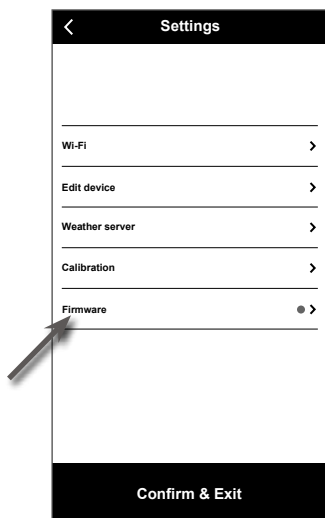 Settings
Wi-Fi
Edit device
Weather server
Calibration
Firmware
Confirm & Exit